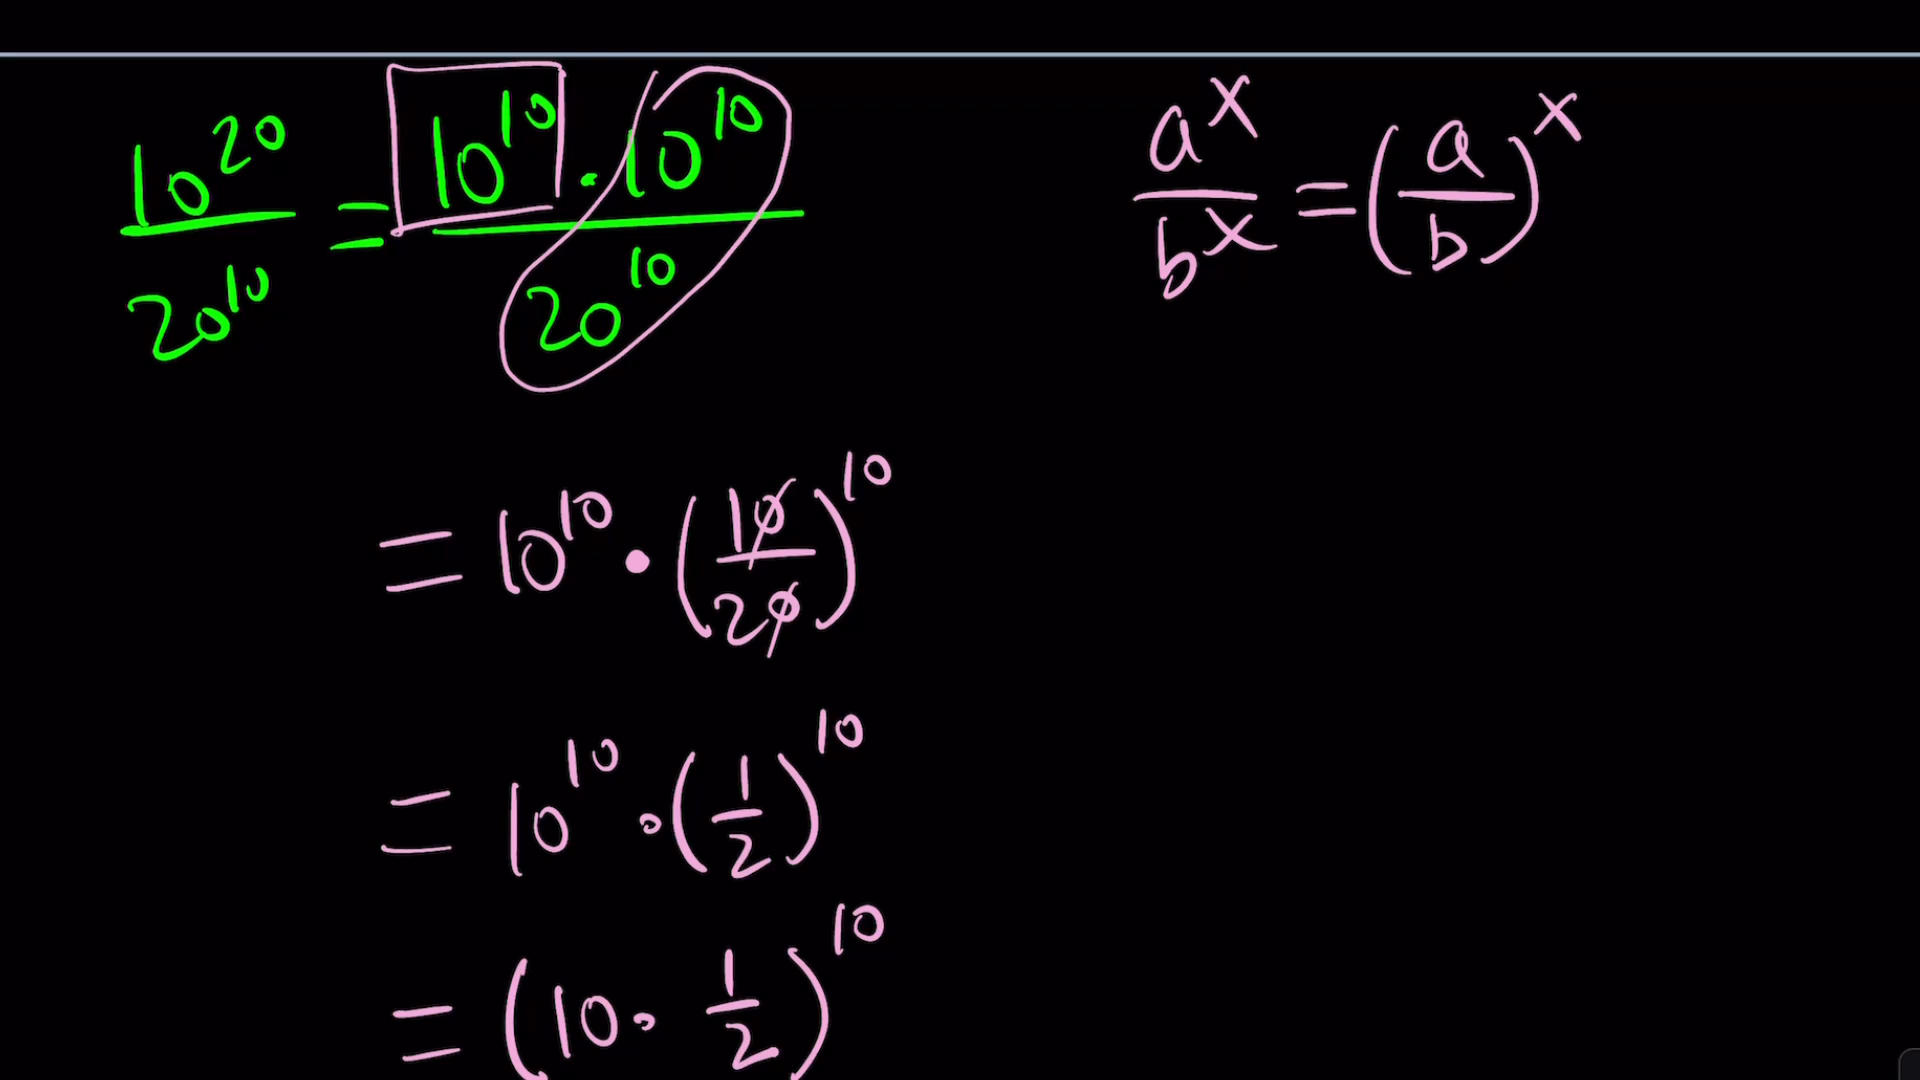 10^20 / 20^10 = 10^10 · 10^10 / 20^10
a^x / b^x = (a/b)^x
= 10^10 · (10/20)^10
= 10^10 · (1/2)^10
= (10 · 1/2)^10